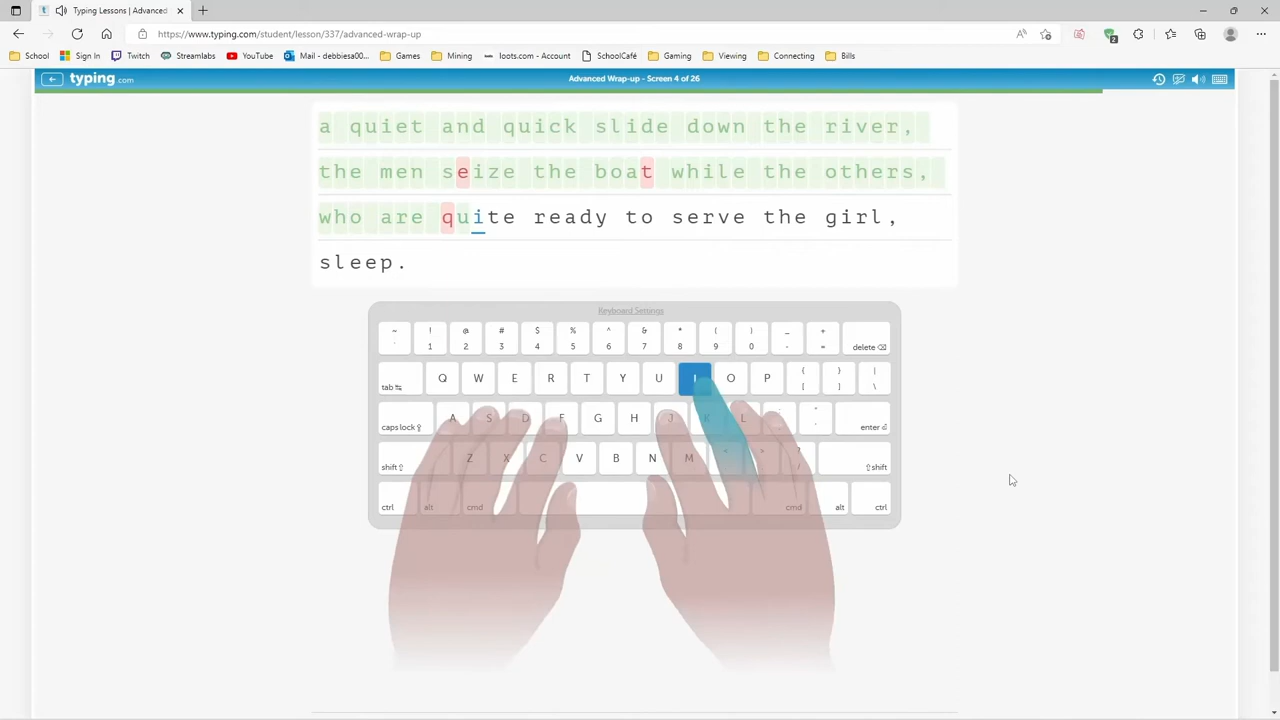 Typing Lessons | Advanced
https://www.typing.com/student/lesson/337/advanced-wrap-up
School Sign In Twitch Streamlabs YouTube Mail - debbiesa00... Games Mining loots.com - Account SchoolCafé Gaming Viewing Connecting Bills
typing.com Advanced Wrap-up - Screen 4 of 26
a quiet and quick slide down the river,
the men seize the boat while the others,
who are quite ready to serve the girl,
sleep.
Keyboard Settings
~ ! @ # $ % ^ & * ( ) _ +
` 1 2 3 4 5 6 7 8 9 0 - = delete
tab Q W E R T Y U I O P { [ } ] | \
caps lock A S D F G H J K L : ; " ' enter
shift Z X C V B N M < > ? / shift
ctrl alt cmd cmd alt ctrl